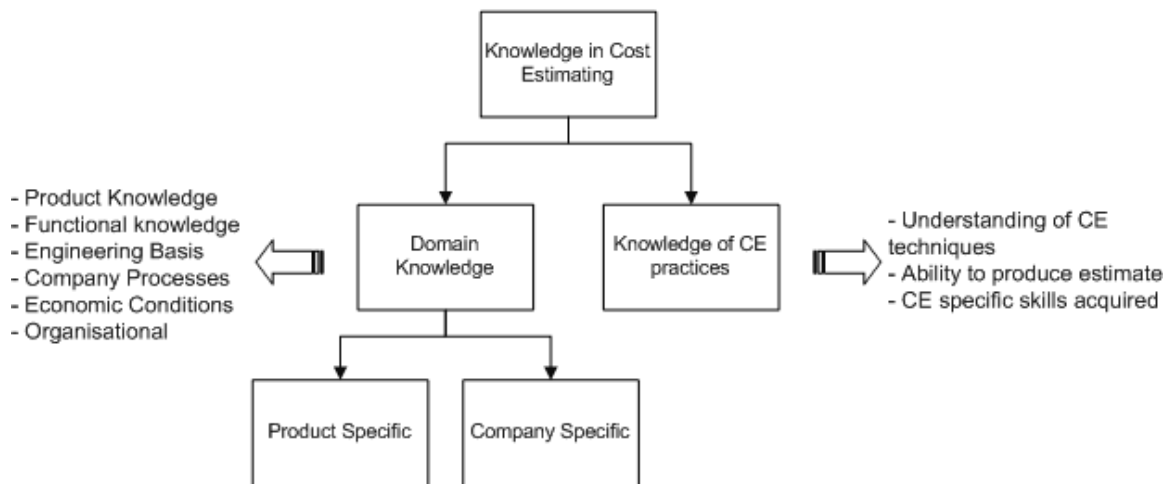 Knowledge in Cost
Estimating
- Product Knowledge
- Functional knowledge
- Engineering Basis
- Company Processes
- Economic Conditions
- Organisational
Domain
Knowledge
Knowledge of CE
practices
- Understanding of CE
techniques
- Ability to produce estimate
- CE specific skills acquired
Product Specific
Company Specific